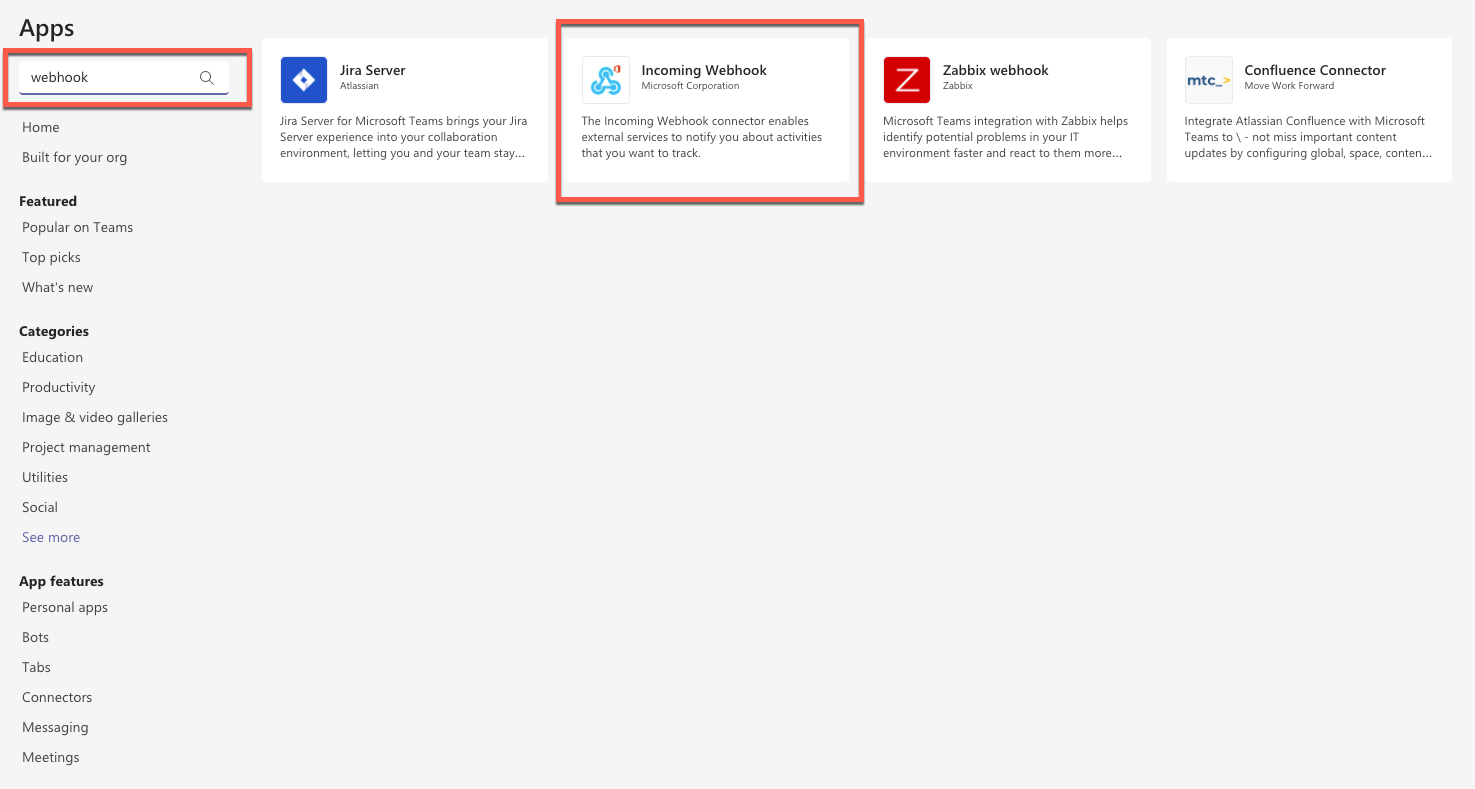 Apps
webhook
Home
Built for your org
Featured
Popular on Teams
Top picks
What's new
Categories
Education
Productivity
Image & video galleries
Project management
Utilities
Social
See more
App features
Personal apps
Bots
Tabs
Connectors
Messaging
Meetings
Jira Server
Atlassian
Jira Server for Microsoft Teams brings your Jira
Server experience into your collaboration
environment, letting you and your team stay...
Incoming Webhook
Microsoft Corporation
The Incoming Webhook connector enables
external services to notify you about activities
that you want to track.
Z
Zabbix webhook
Zabbix
Microsoft Teams integration with Zabbix helps
identify potential problems in your IT
environment faster and react to them more...
mtc_>
Confluence Connector
Move Work Forward
Integrate Atlassian Confluence with Microsoft
Teams to \ - not miss important content
updates by configuring global, space, conten...